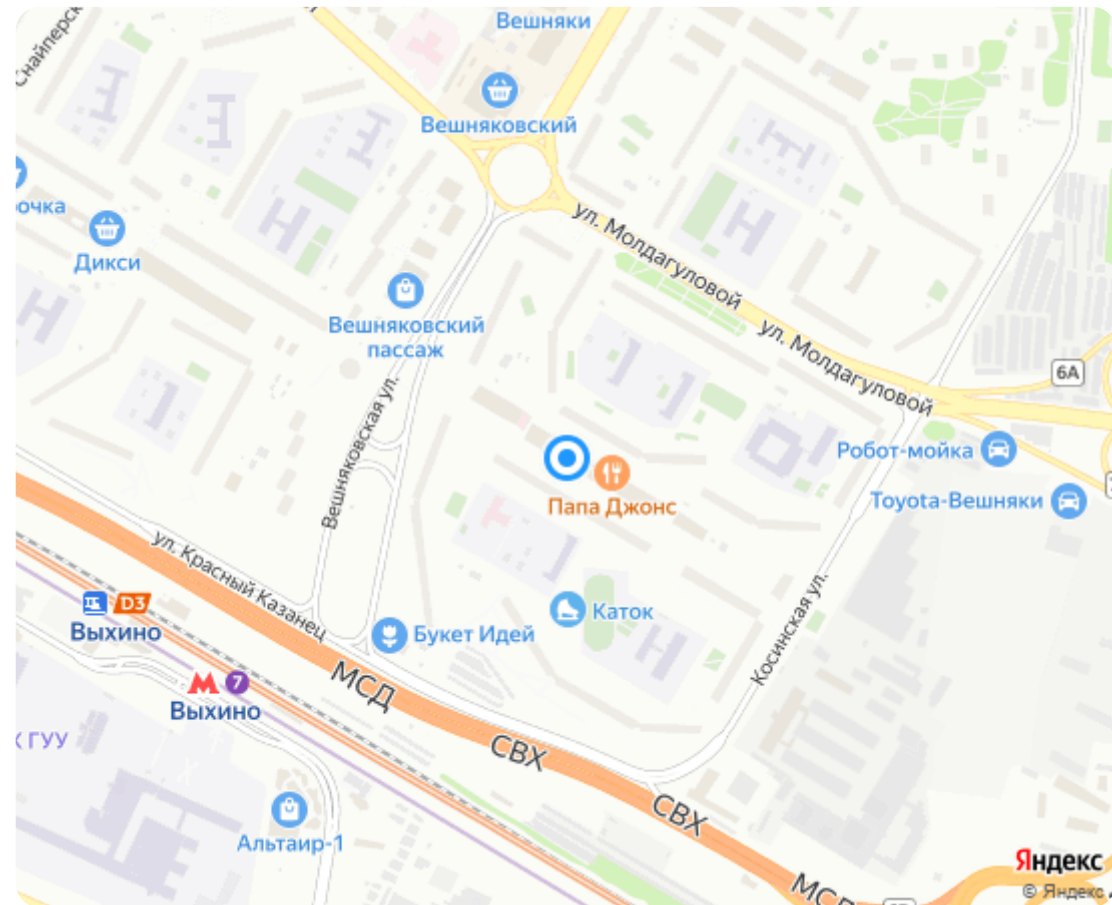 Снайперск
Вешняки
Вешняковский
очка
Дикси
ул. Молдагуловой
Вешняковский
пассаж
ул. Молдагуловой
6А
Вешняковская ул.
Робот-мойка
Toyota-Вешняки
Папа Джонс
ул. Красный Казанец
D3
Выхино
Каток
Букет Идей
Косинская ул.
М 7
Выхино
МСД
К ГУУ
СВХ
СВХ
Альтаир-1
Яндекс
МСД
© Яндекс